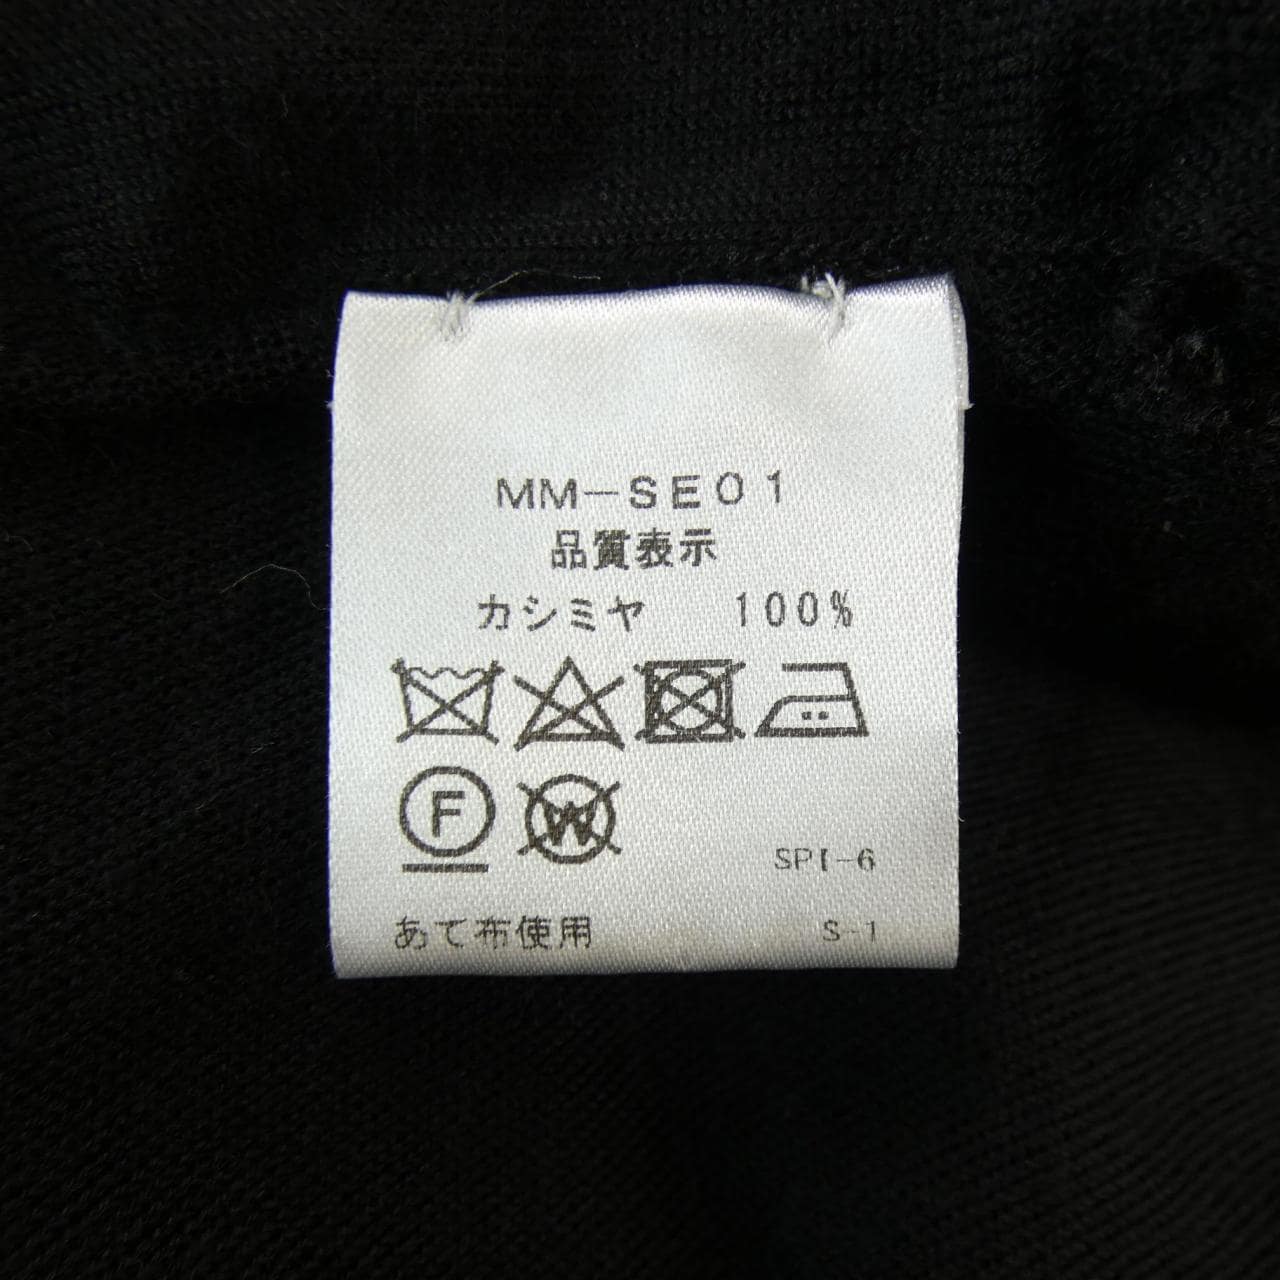 MM-SE01
品質表示
カシミヤ 100%
F W
SPI-6
あて布使用 S-1